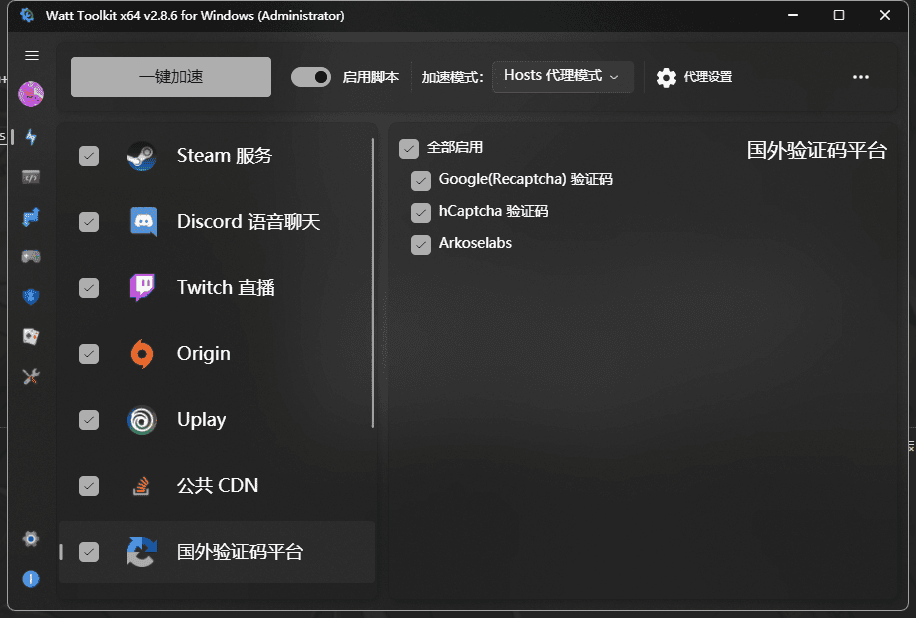 Watt Toolkit x64 v2.8.6 for Windows (Administrator)
一键加速
启用脚本
加速模式:
Hosts 代理模式
代理设置
Steam 服务
Discord 语音聊天
Twitch 直播
Origin
Uplay
公共 CDN
国外验证码平台
全部启用
国外验证码平台
Google(Recaptcha) 验证码
hCaptcha 验证码
Arkoselabs